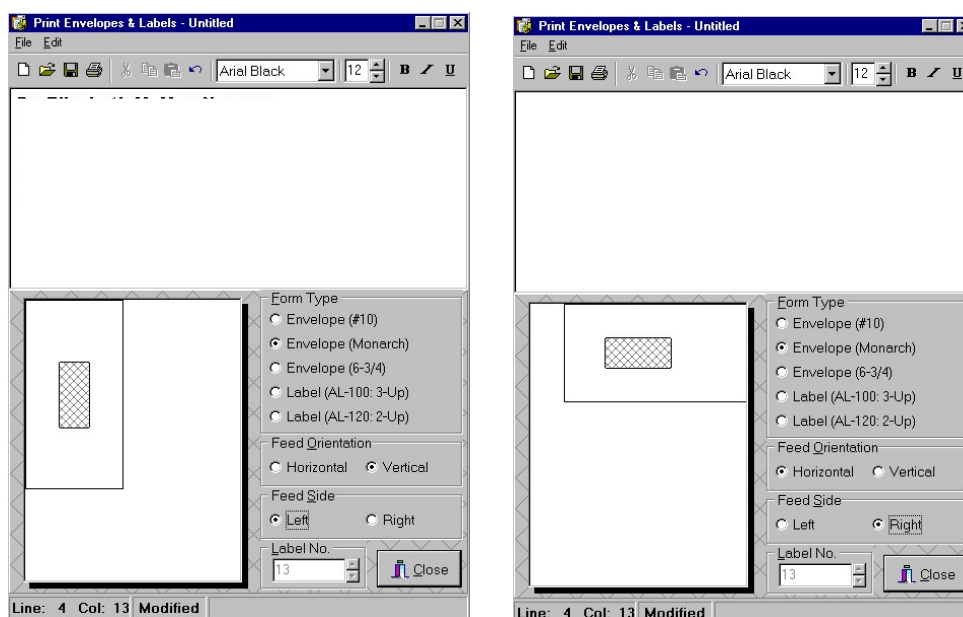 Print Envelopes & Labels - Untitled
File Edit
Arial Black 12 B I U
Form Type
Envelope (#10)
Envelope (Monarch)
Envelope (6-3/4)
Label (AL-100: 3-Up)
Label (AL-120: 2-Up)
Feed Orientation
Horizontal Vertical
Feed Side
Left Right
Label No.
13 Close
Line: 4 Col: 13 Modified
Print Envelopes & Labels - Untitled
File Edit
Arial Black 12 B I U
Form Type
Envelope (#10)
Envelope (Monarch)
Envelope (6-3/4)
Label (AL-100: 3-Up)
Label (AL-120: 2-Up)
Feed Orientation
Horizontal Vertical
Feed Side
Left Right
Label No.
13 Close
Line: 4 Col: 13 Modified